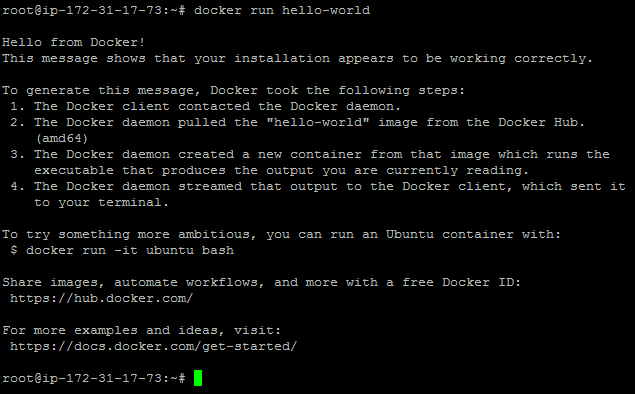 root@ip-172-31-17-73:~# docker run hello-world
Hello from Docker!
This message shows that your installation appears to be working correctly.
To generate this message, Docker took the following steps:
1. The Docker client contacted the Docker daemon.
2. The Docker daemon pulled the "hello-world" image from the Docker Hub.
(amd64)
3. The Docker daemon created a new container from that image which runs the
executable that produces the output you are currently reading.
4. The Docker daemon streamed that output to the Docker client, which sent it
to your terminal.
To try something more ambitious, you can run an Ubuntu container with:
$ docker run -it ubuntu bash
Share images, automate workflows, and more with a free Docker ID:
https://hub.docker.com/
For more examples and ideas, visit:
https://docs.docker.com/get-started/
root@ip-172-31-17-73:~#